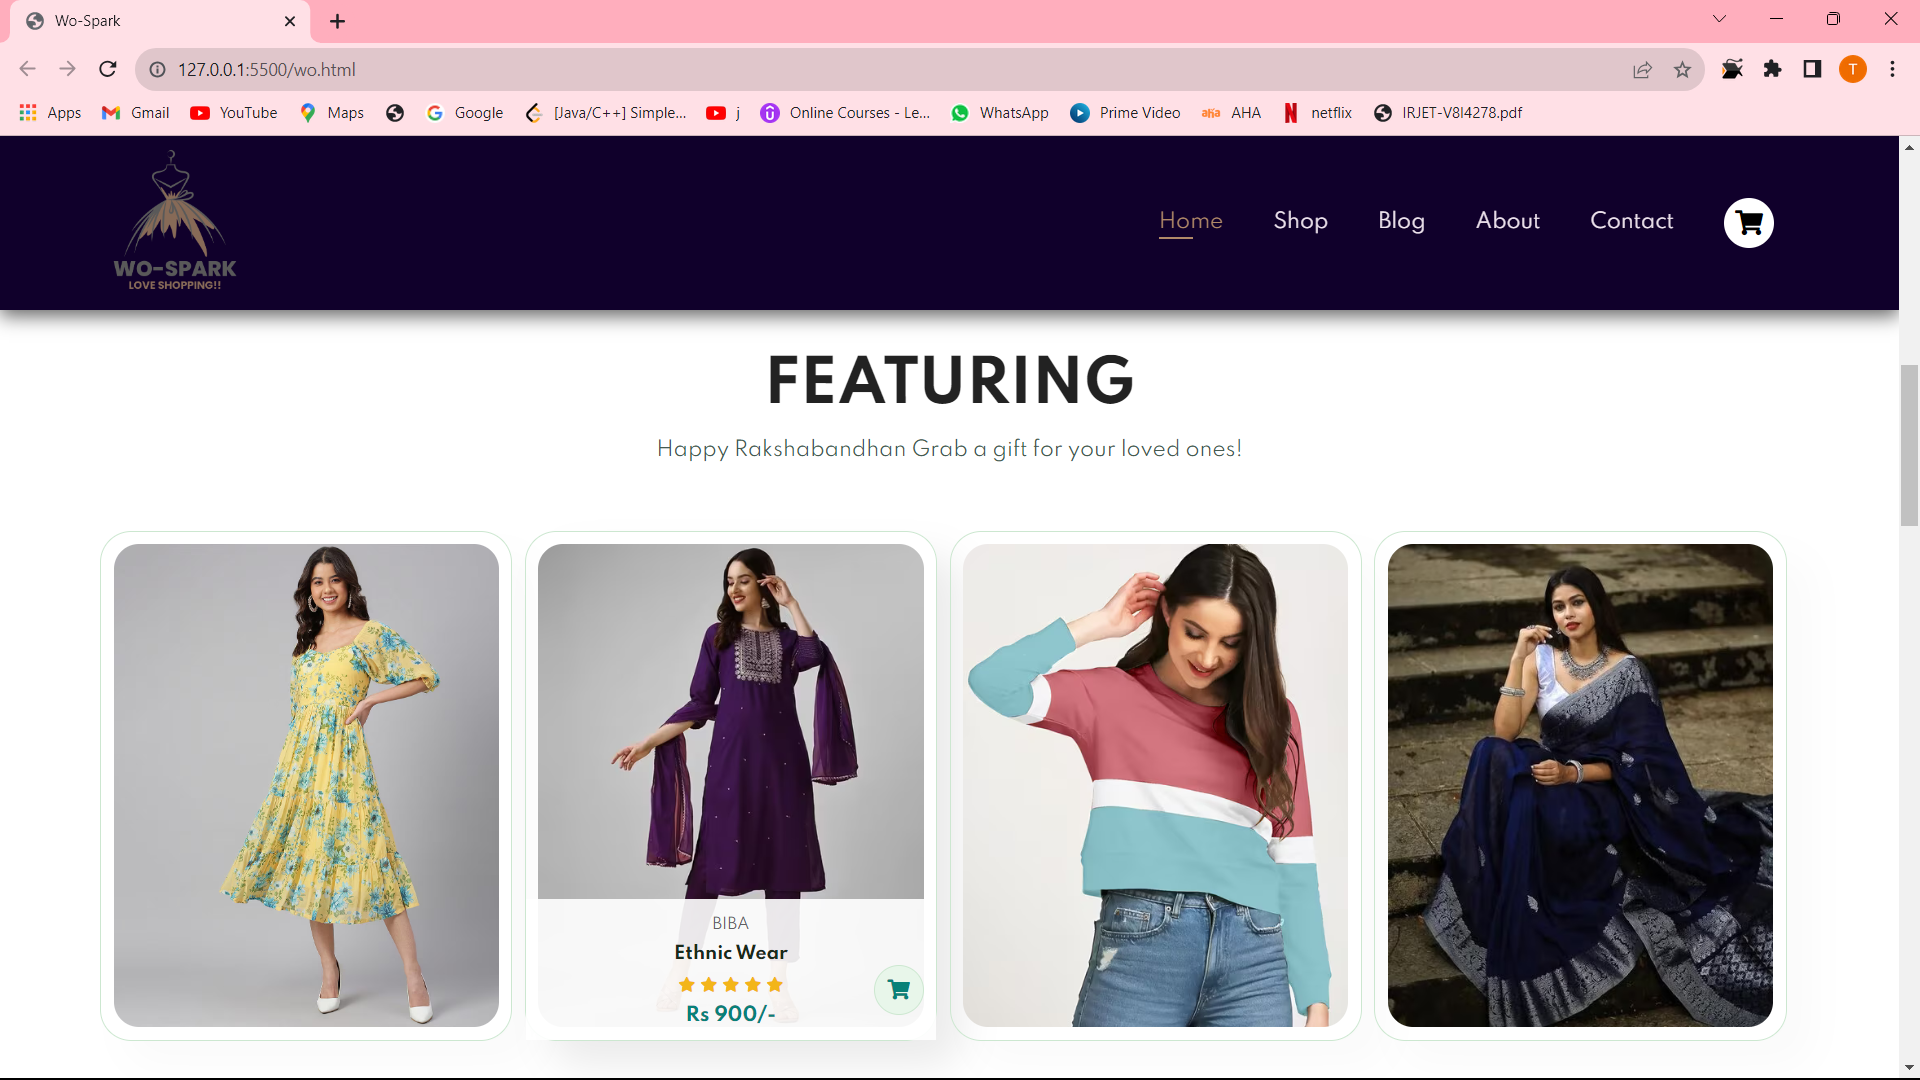 Wo-Spark
127.0.0.1:5500/wo.html
T
Apps Gmail YouTube Maps Google [Java/C++] Simple... j Online Courses - Le... WhatsApp Prime Video aha AHA netflix IRJET-V8I4278.pdf
WO-SPARK
LOVE SHOPPING!!
Home Shop Blog About Contact
FEATURING
Happy Rakshabandhan Grab a gift for your loved ones!
BIBA
Ethnic Wear
Rs 900/-